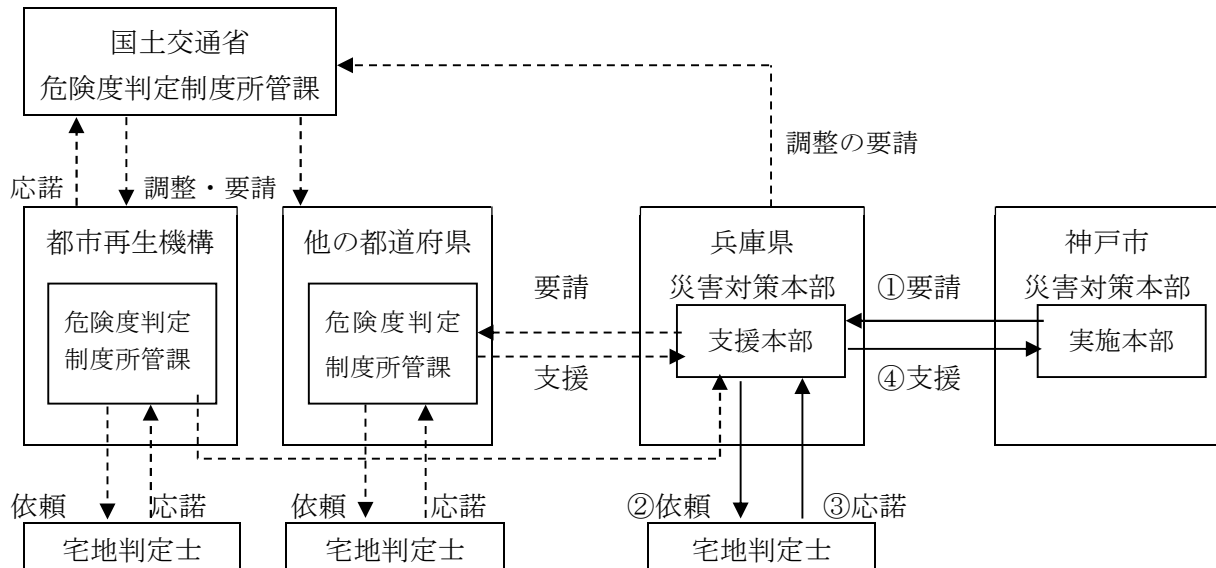 国土交通省
危険度判定制度所管課
調整の要請
応諾
調整・要請
都市再生機構
危険度判定
制度所管課
他の都道府県
危険度判定
制度所管課
要請
支援
兵庫県
災害対策本部
支援本部
①要請
④支援
神戸市
災害対策本部
実施本部
依頼
応諾
依頼
応諾
②依頼
③応諾
宅地判定士
宅地判定士
宅地判定士